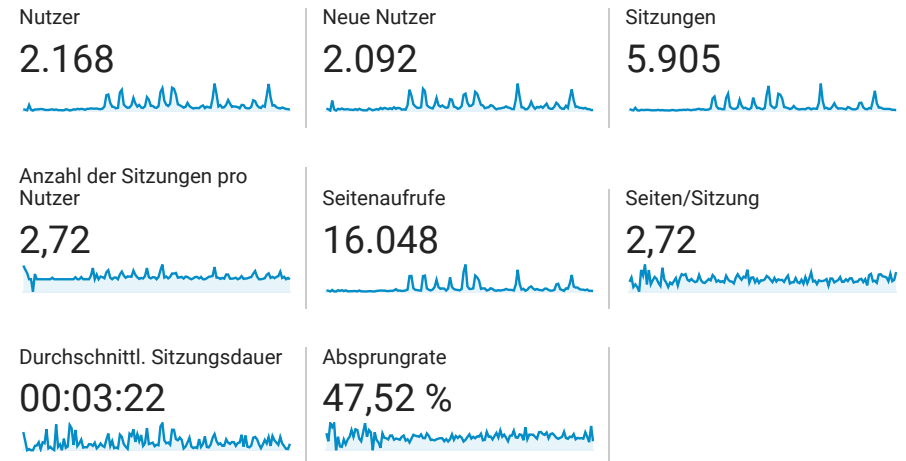 Nutzer
2.168
Neue Nutzer
2.092
Sitzungen
5.905
Anzahl der Sitzungen pro
Nutzer
2,72
Seitenaufrufe
16.048
Seiten/Sitzung
2,72
Durchschnittl. Sitzungsdauer
00:03:22
Absprungrate
47,52 %